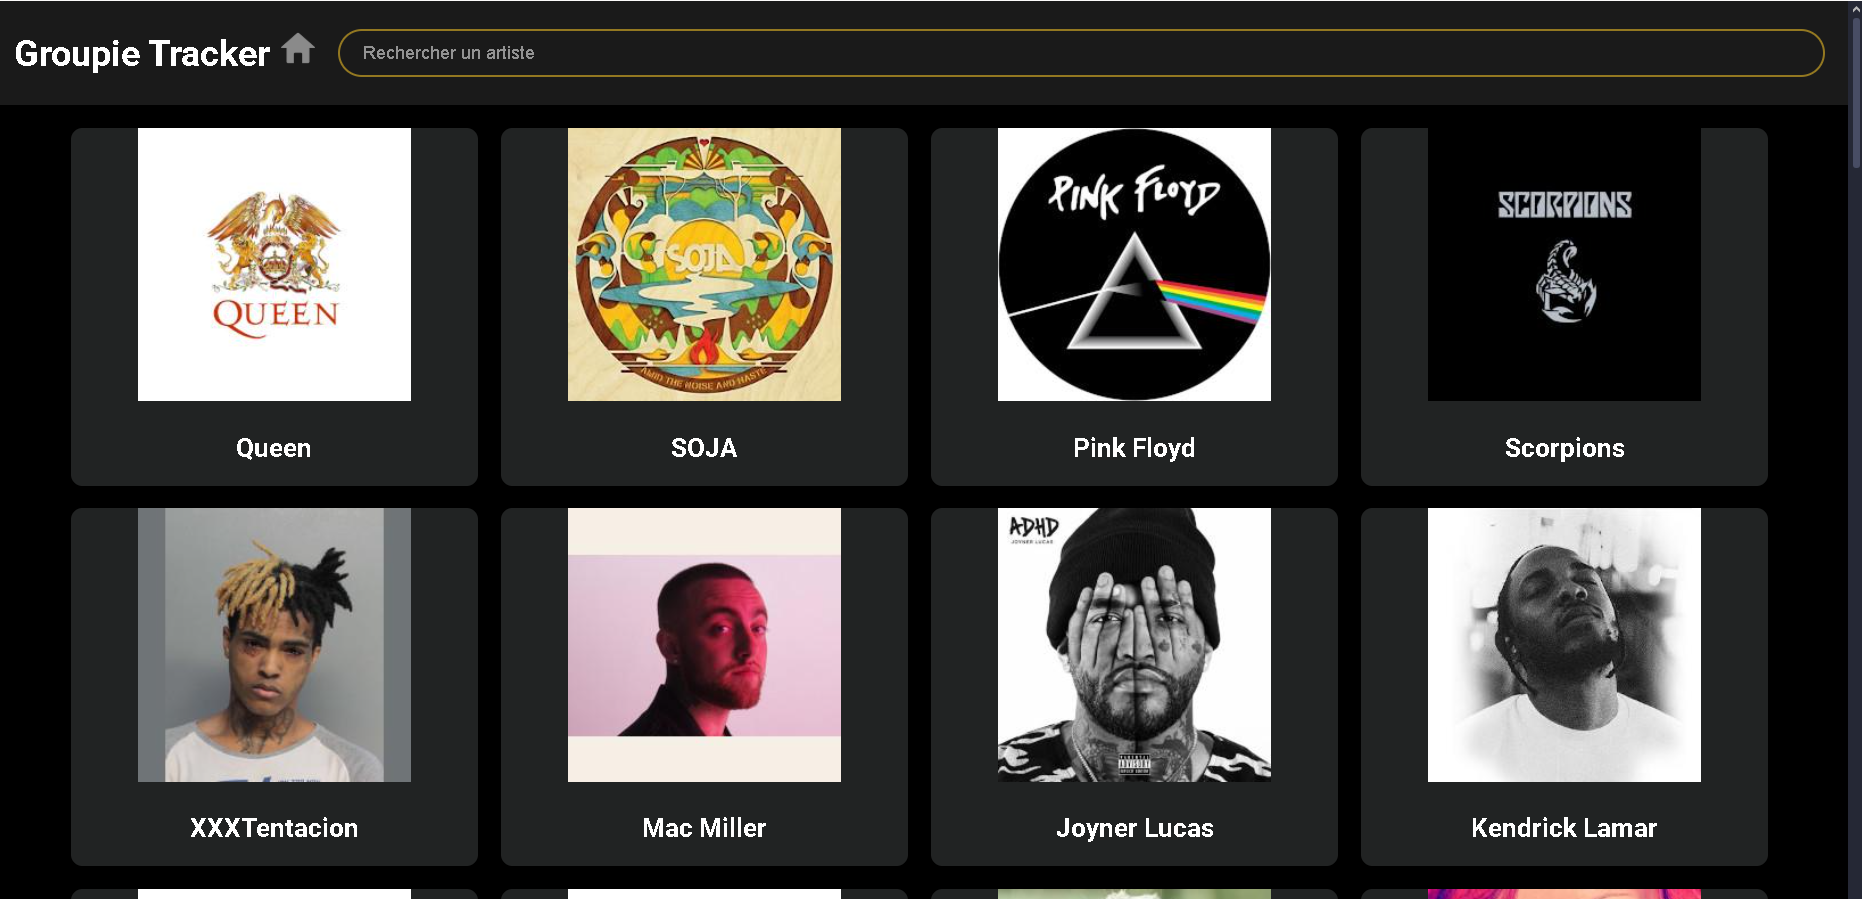 Groupie Tracker
Rechercher un artiste
QUEEN
SOJA
AMID THE NOISE AND HASTE
PINK FLOYD
SCORPIONS
Queen
SOJA
Pink Floyd
Scorpions
ADHD
JOYNER LUCAS
XXXTentacion
Mac Miller
Joyner Lucas
Kendrick Lamar